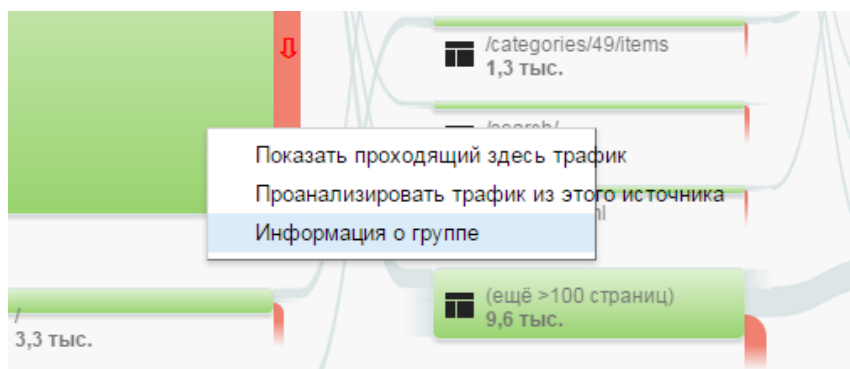 /categories/49/items
1,3 тыс.
/search/
Показать проходящий здесь трафик
Проанализировать трафик из этого источника
Информация о группе
(ещё >100 страниц)
9,6 тыс.
/
3,3 тыс.